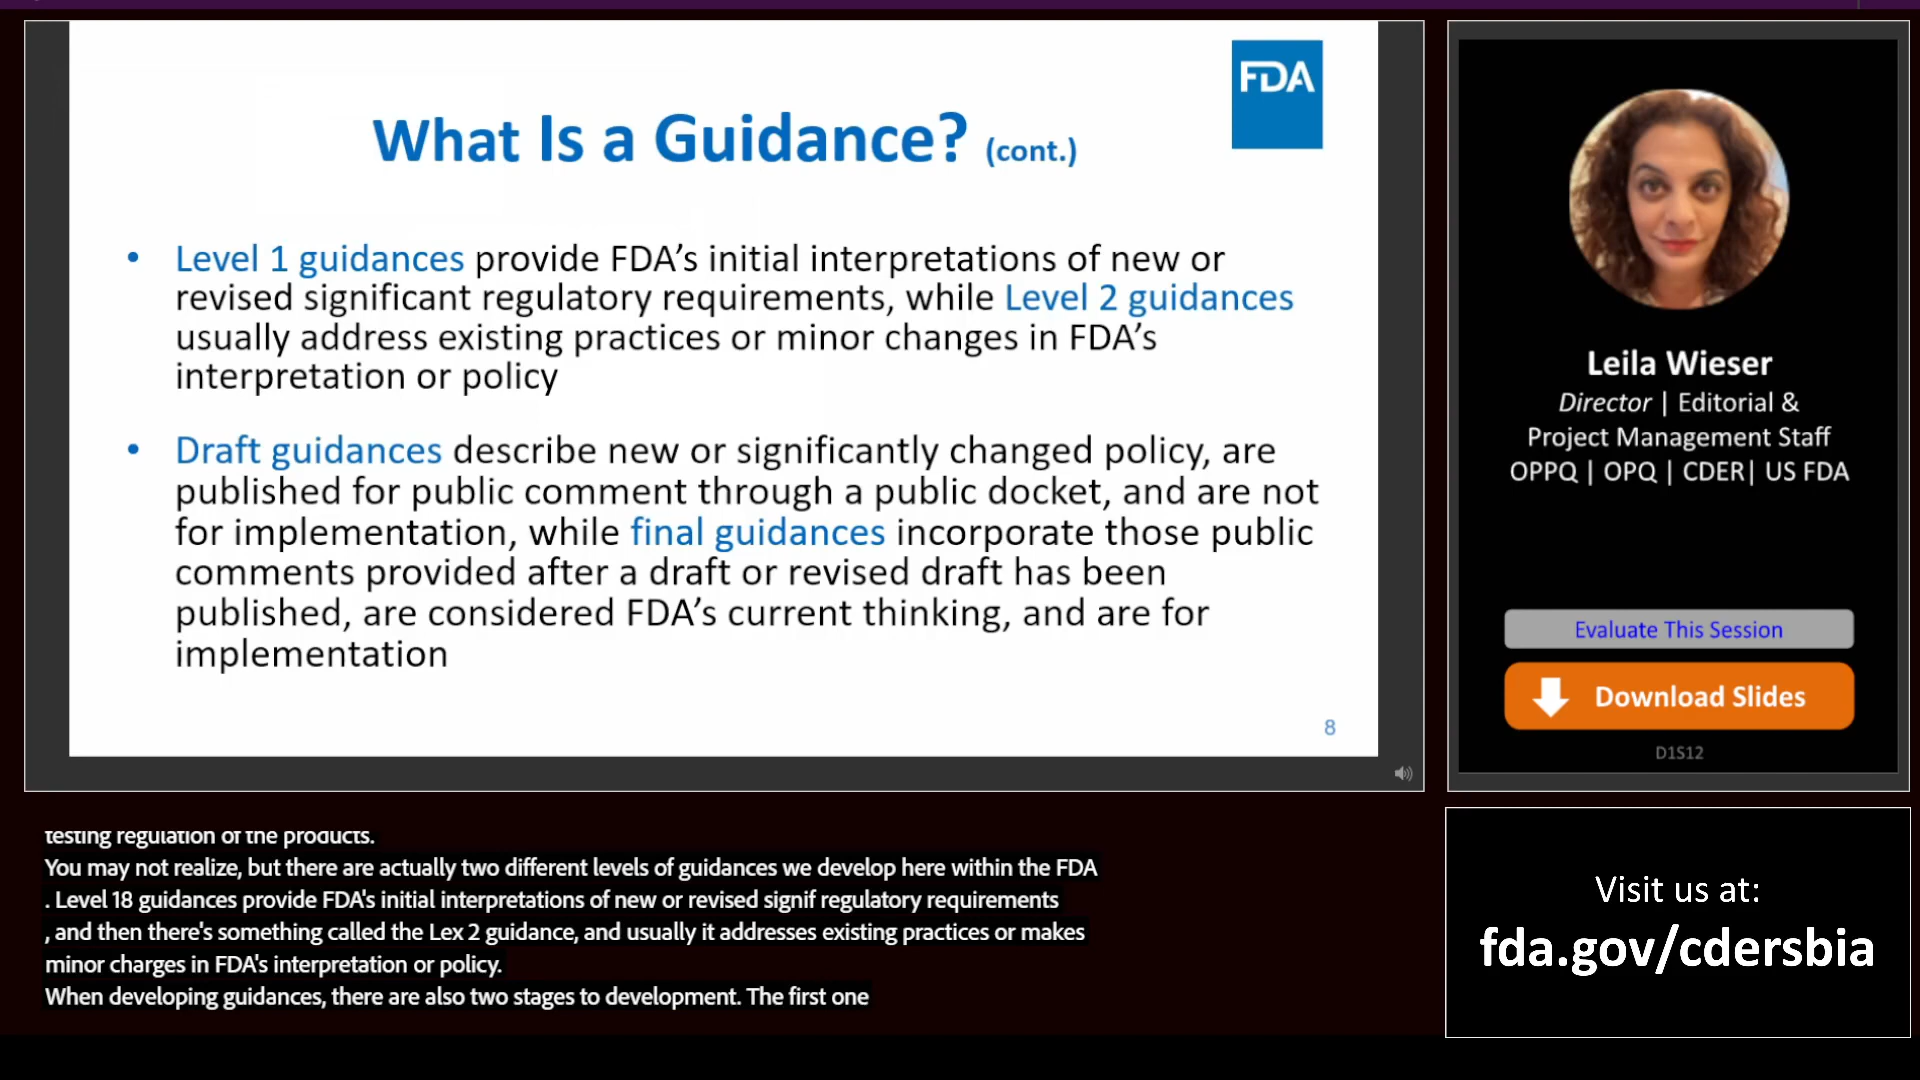 FDA
What Is a Guidance? (cont.)
• Level 1 guidances provide FDA’s initial interpretations of new or
revised significant regulatory requirements, while Level 2 guidances
usually address existing practices or minor changes in FDA’s
interpretation or policy
• Draft guidances describe new or significantly changed policy, are
published for public comment through a public docket, and are not
for implementation, while final guidances incorporate those public
comments provided after a draft or revised draft has been
published, are considered FDA’s current thinking, and are for
implementation
8
Leila Wieser
Director | Editorial &
Project Management Staff
OPPQ | OPQ | CDER| US FDA
Evaluate This Session
Download Slides
D1S12
testing regulation of the products.
You may not realize, but there are actually two different levels of guidances we develop here within the FDA
. Level 18 guidances provide FDA's initial interpretations of new or revised signif regulatory requirements
, and then there's something called the Lex 2 guidance, and usually it addresses existing practices or makes
minor charges in FDA's interpretation or policy.
When developing guidances, there are also two stages to development. The first one
Visit us at:
fda.gov/cdersbia